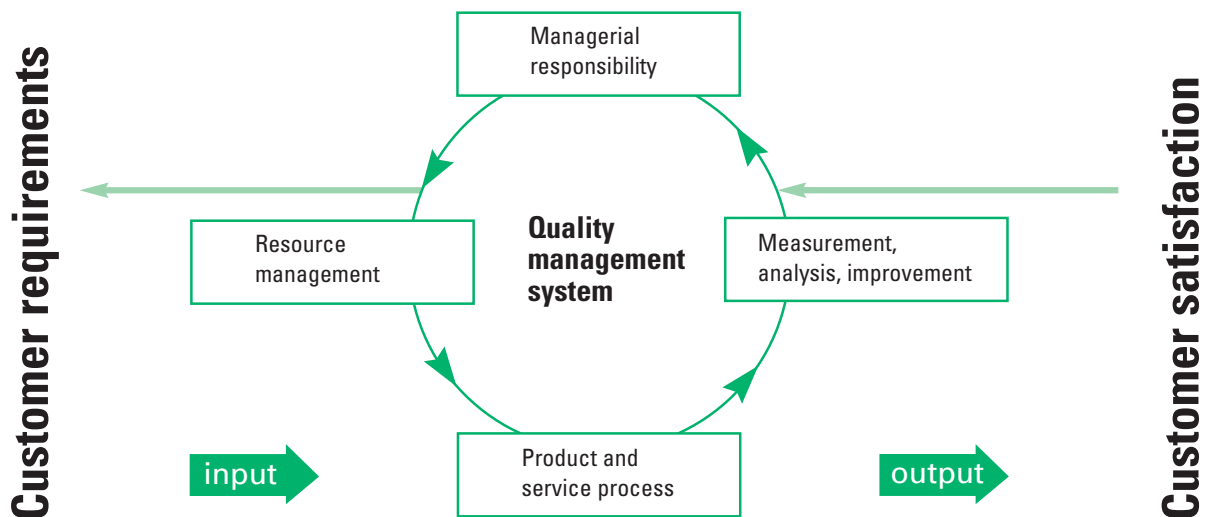 Customer requirements
Managerial
responsibility
Resource
management
Quality
management
system
Measurement,
analysis, improvement
Product and
service process
input
output
Customer satisfaction